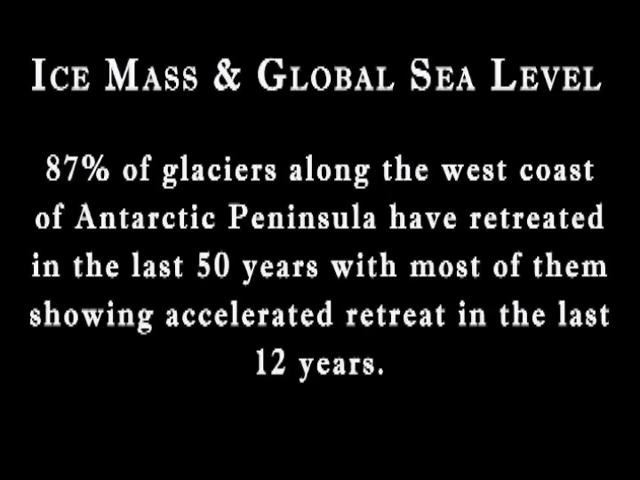 ICE MASS & GLOBAL SEA LEVEL
87% of glaciers along the west coast
of Antarctic Peninsula have retreated
in the last 50 years with most of them
showing accelerated retreat in the last
12 years.